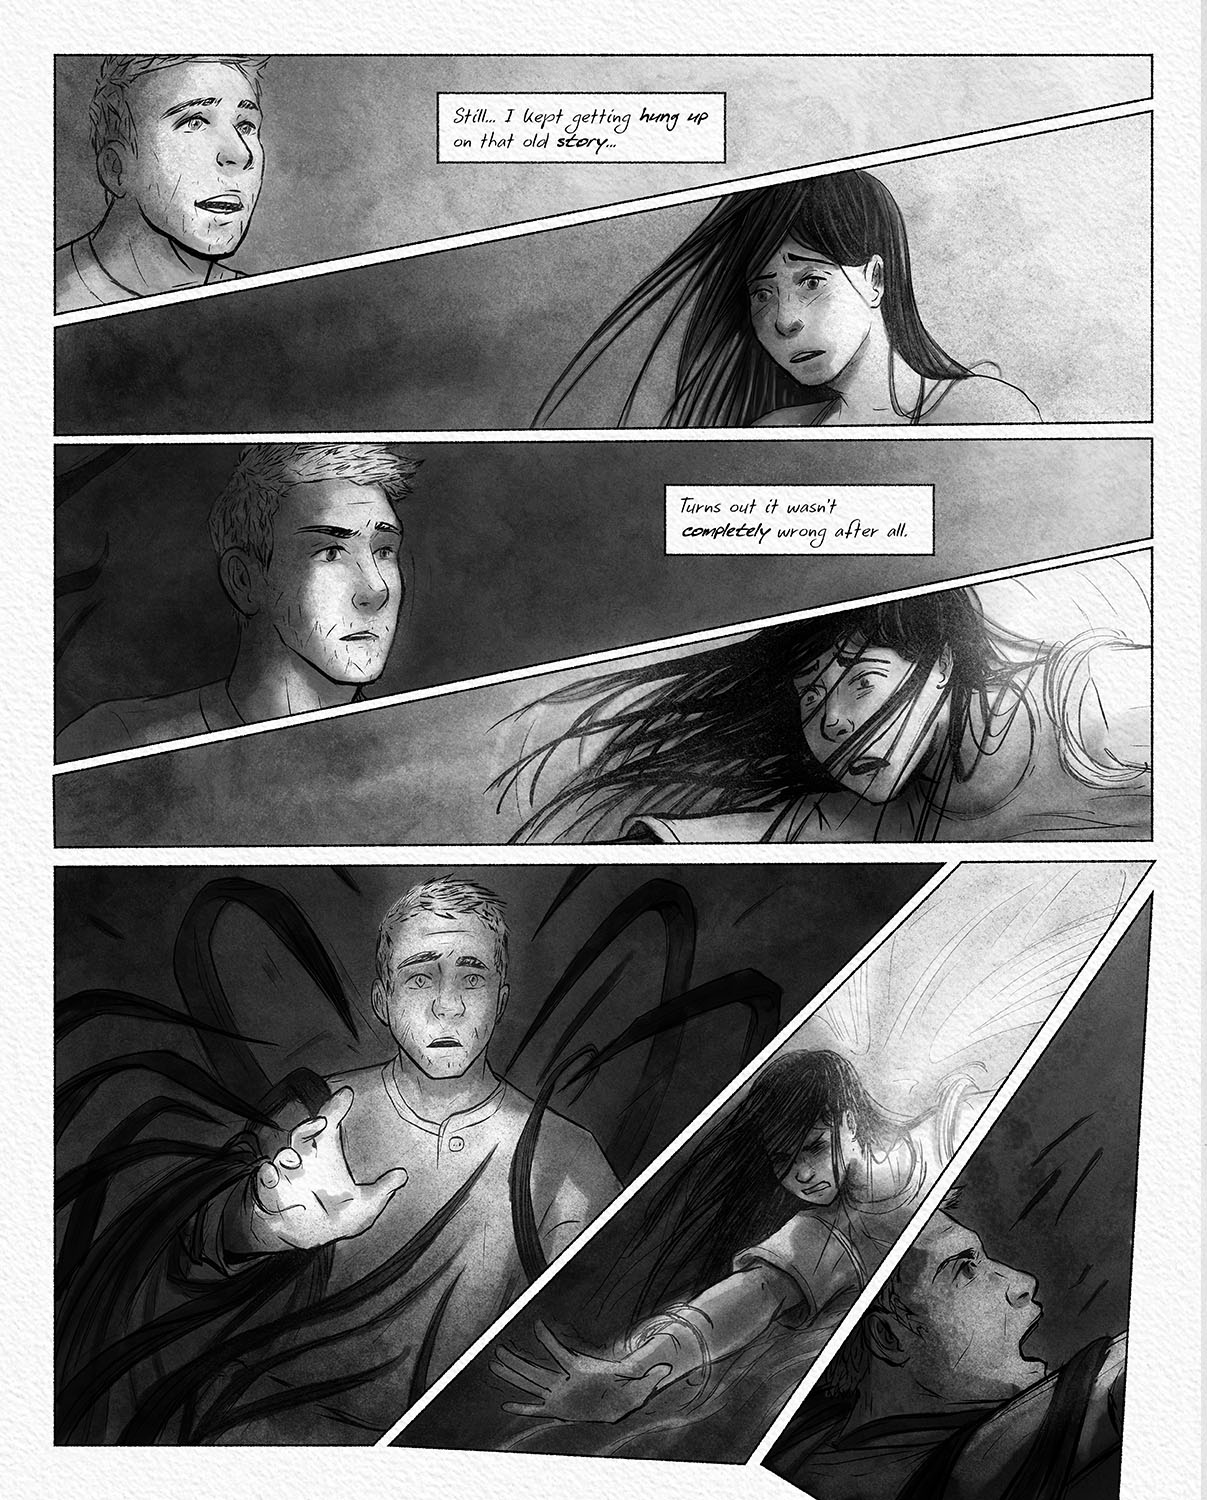 Still... I kept getting hung up
on that old story...
Turns out it wasn't
completely wrong after all.